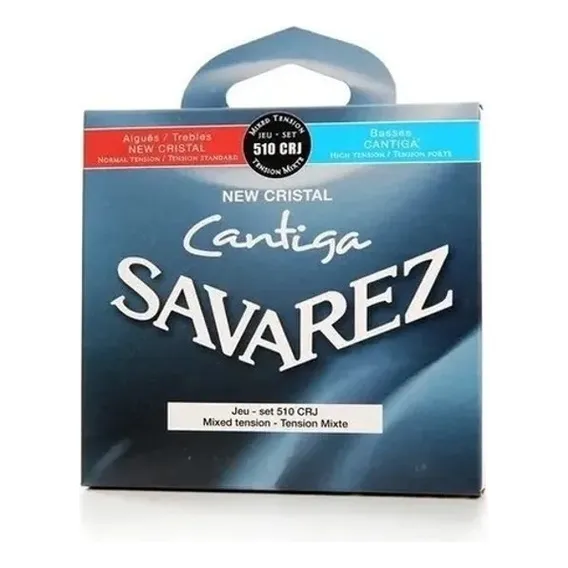 MIXED TENSION
JEU - SET
510 CRJ
TENSION MIXTE
Aiguës / Trebles
NEW CRISTAL
NORMAL TENSION / TENSION STANDARD
Basses
CANTIGA
HIGH TENSION / TENSION FORTE
NEW CRISTAL
Cantiga
SAVAREZ
Jeu - set 510 CRJ
Mixed tension - Tension Mixte